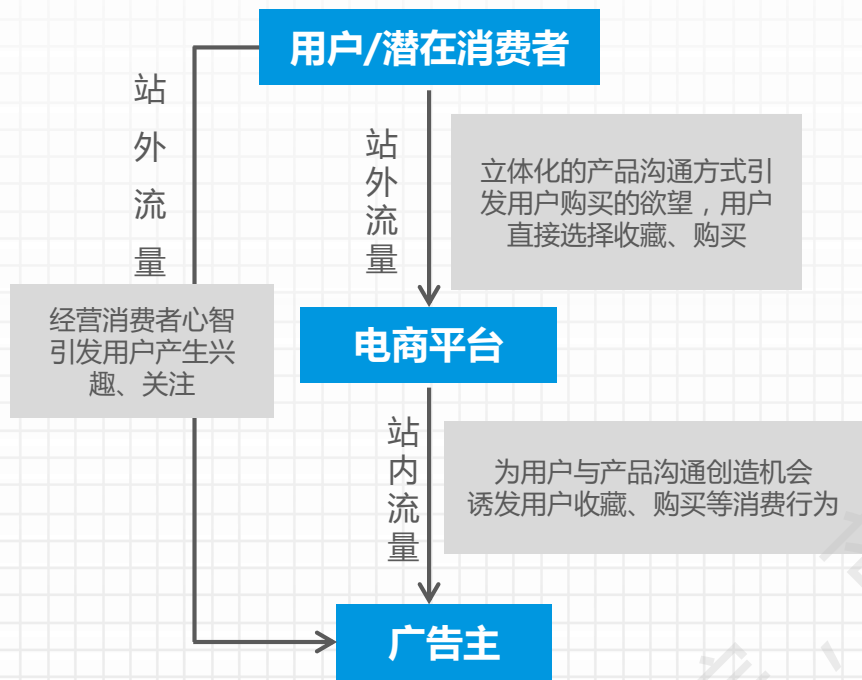 用户/潜在消费者
站
外
流
量
站
外
流
量
立体化的产品沟通方式引
发用户购买的欲望，用户
直接选择收藏、购买
经营消费者心智
引发用户产生兴
趣、关注
电商平台
站
内
流
量
为用户与产品沟通创造机会
诱发用户收藏、购买等消费行为
广告主